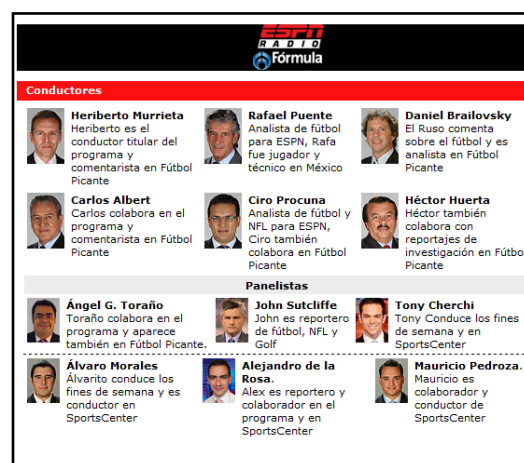 ESPN
RADIO
Fórmula
Conductores
Heriberto Murrieta
Heriberto es el
conductor titular del
programa y
comentarista en Fútbol
Picante
Rafael Puente
Analista de fútbol
para ESPN, Rafa
fue jugador y
técnico en México
Daniel Brailovsky
El Ruso comenta
sobre el fútbol y es
analista en Fútbol
Picante
Carlos Albert
Carlos colabora en el
programa y
comentarista en Fútbol
Picante
Ciro Procuna
Analista de fútbol y
NFL para ESPN,
Ciro también
colabora en Fútbol
Picante
Héctor Huerta
Héctor también
colabora con
reportajes de
investigación en Fútbo
Picante
Panelistas
Ángel G. Toraño
Toraño colabora en el
programa y aparece
también en Fútbol Picante.
John Sutcliffe
John es reportero
de fútbol, NFL y
Golf
Tony Cherchi
Tony Conduce los fines
de semana y en
SportsCenter
Álvaro Morales
Álvarito conduce los
fines de semana y es
conductor en
SportsCenter
Alejandro de la
Rosa.
Alex es reportero y
colaborador en el
programa y en
SportsCenter
Mauricio Pedroza.
Mauricio es
colaborador y
conductor de
SportsCenter